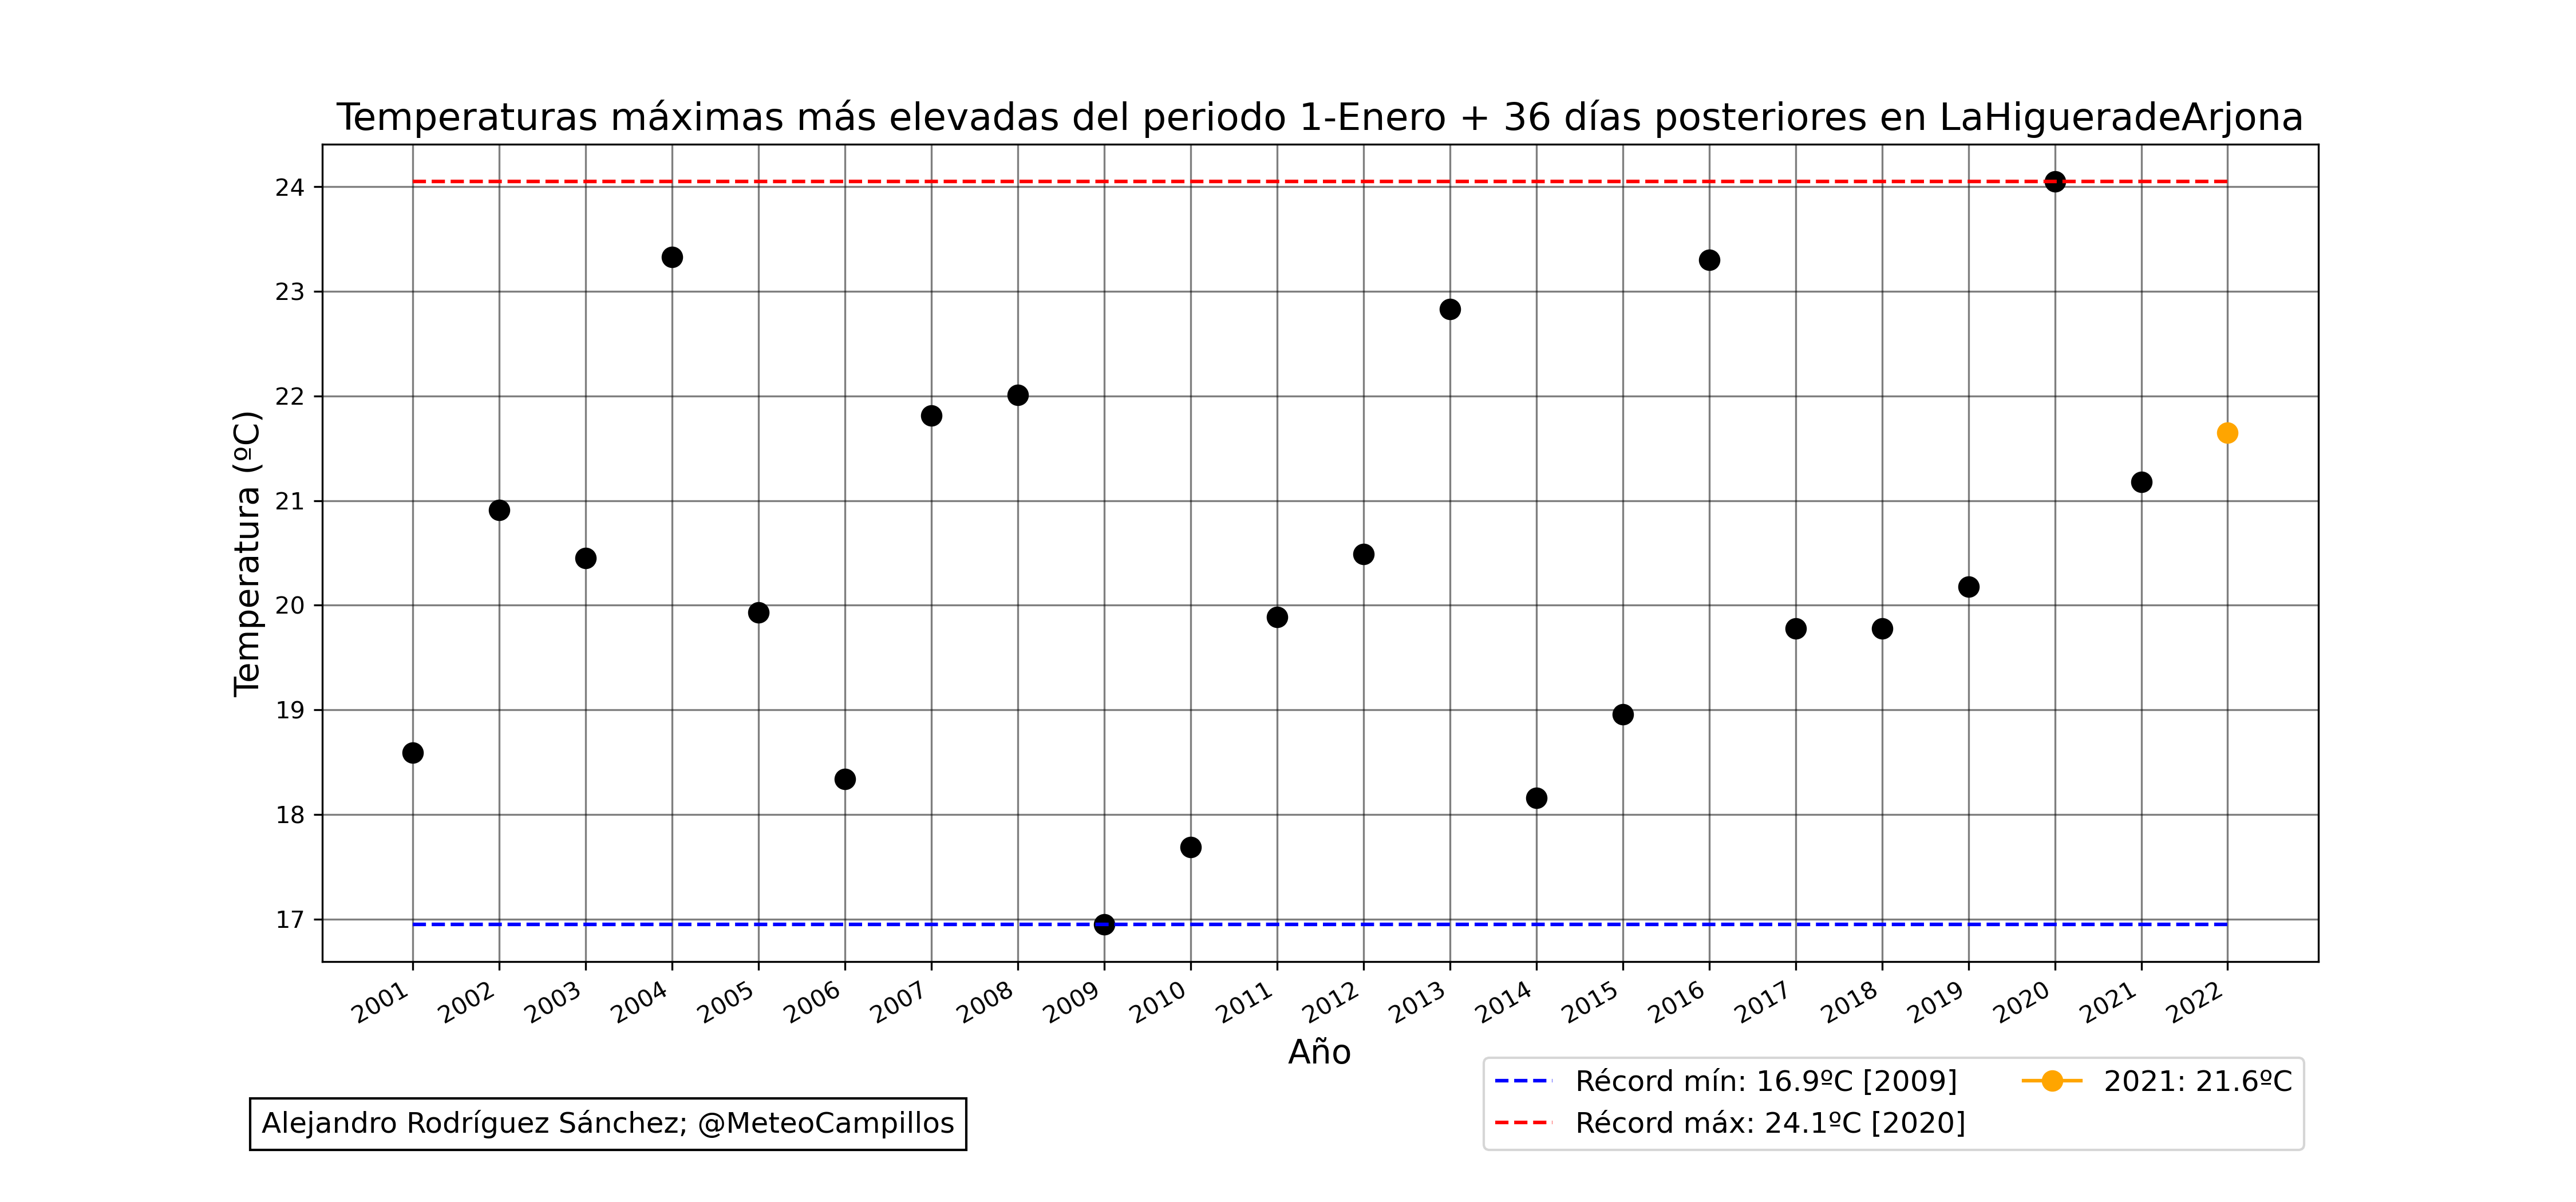 Temperaturas máximas más elevadas del periodo 1-Enero + 36 días posteriores en LaHigueradeArjona
Temperatura (ºC)
24
23
22
21
20
19
18
17
2001 2002 2003 2004 2005 2006 2007 2008 2009 2010 2011 2012 2013 2014 2015 2016 2017 2018 2019 2020 2021 2022
Año
Récord mín: 16.9ºC [2009]
Récord máx: 24.1ºC [2020]
2021: 21.6ºC
Alejandro Rodríguez Sánchez; @MeteoCampillos